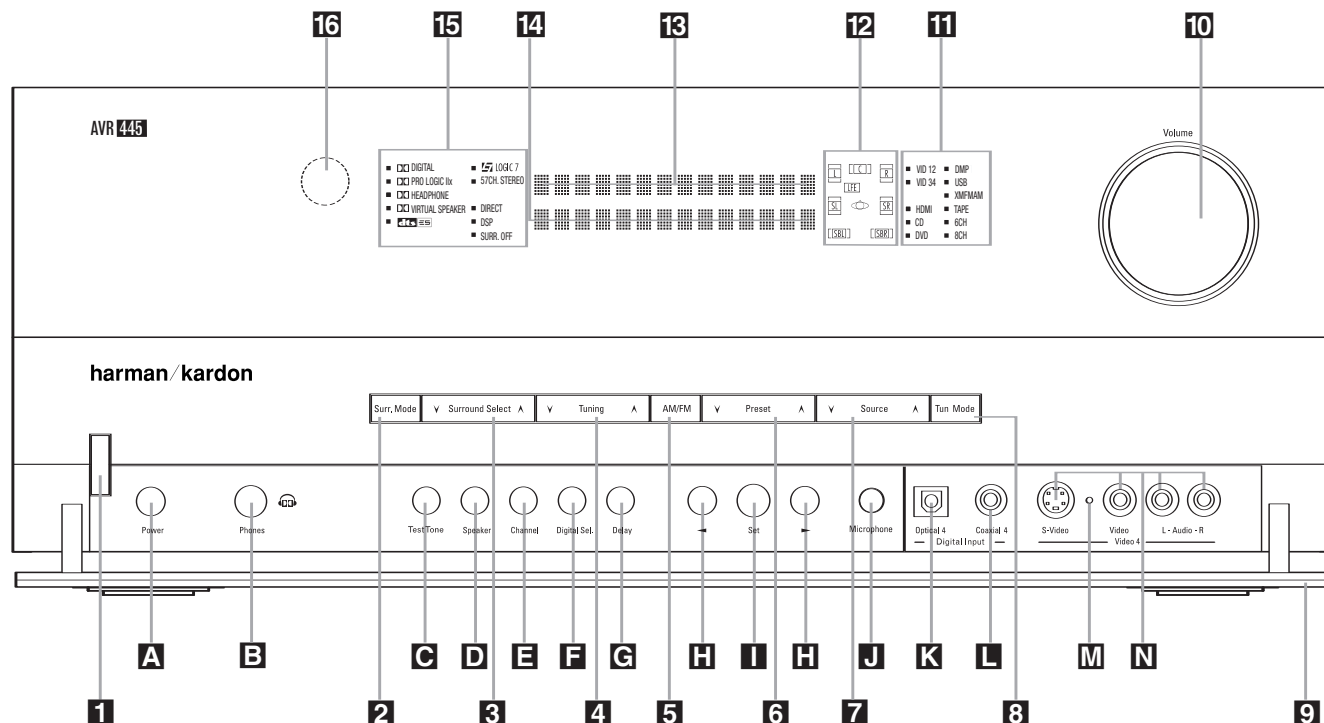 16 15 14 13 12 11 10
AVR 445
Volume
DIGITAL
PRO LOGIC IIx
HEADPHONE
VIRTUAL SPEAKER
ES
LOGIC 7
57CH. STEREO
DIRECT
DSP
SURR. OFF
L C R
LFE
SL SR
SBL SBR
VID 12
VID 34
HDMI
CD
DVD
DMP
USB
XMFMAM
TAPE
6CH
8CH
harman/kardon
Surr. Mode Surround Select Tuning AM/FM Preset Source Tun Mode
Power Phones Test Tone Speaker Channel Digital Sel. Delay Set Microphone Optical 4 Coaxial 4 S-Video Video L - Audio - R
Digital Input Video 4
A B C D E F G H I H J K L M N
1 2 3 4 5 6 7 8 9